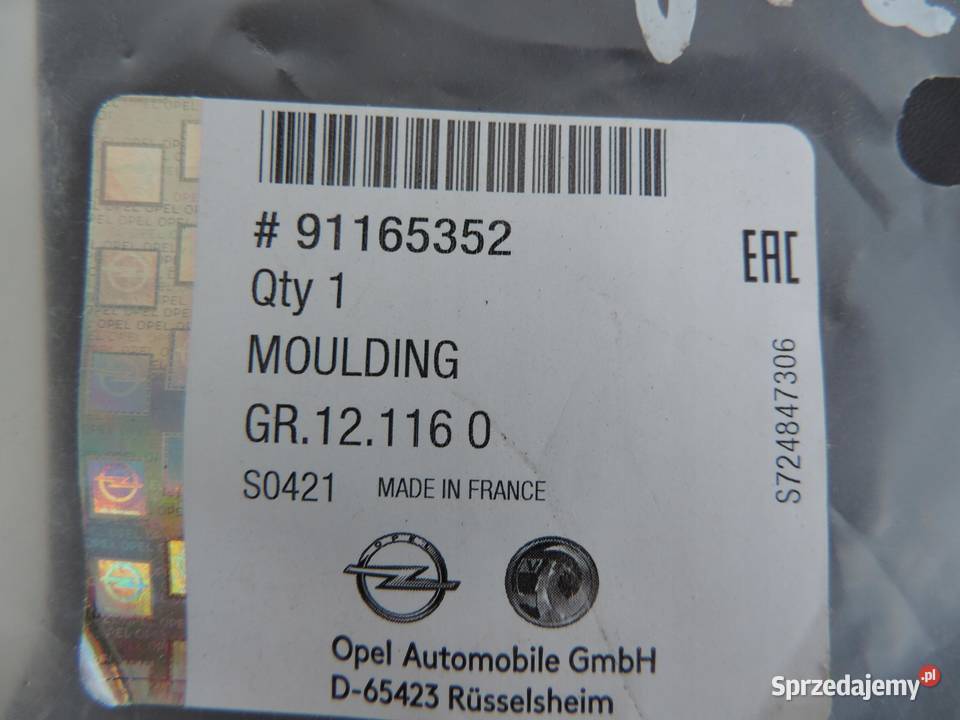 # 91165352
EAC
Qty 1
MOULDING
GR.12.116 0
S0421 MADE IN FRANCE
S724847306
OPEL
Opel Automobile GmbH
D-65423 Rüsselsheim
Sprzedajemy.pl